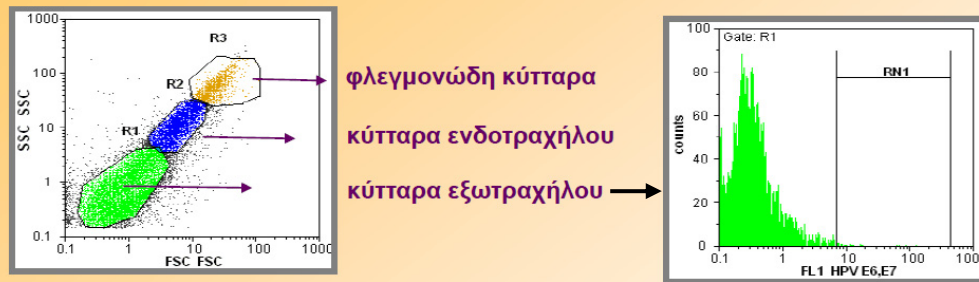 1000
R3
100
R2
SSC SSC
10
R1
1
0.1
0.1 1 10 100 1000
FSC FSC
φλεγμονώδη κύτταρα
κύτταρα ενδοτραχήλου
κύτταρα εξωτραχήλου
Gate: R1
100
80
60
40
20
0
counts
RN1
0.1 1 10 100 1000
FL1 HPV E6,E7